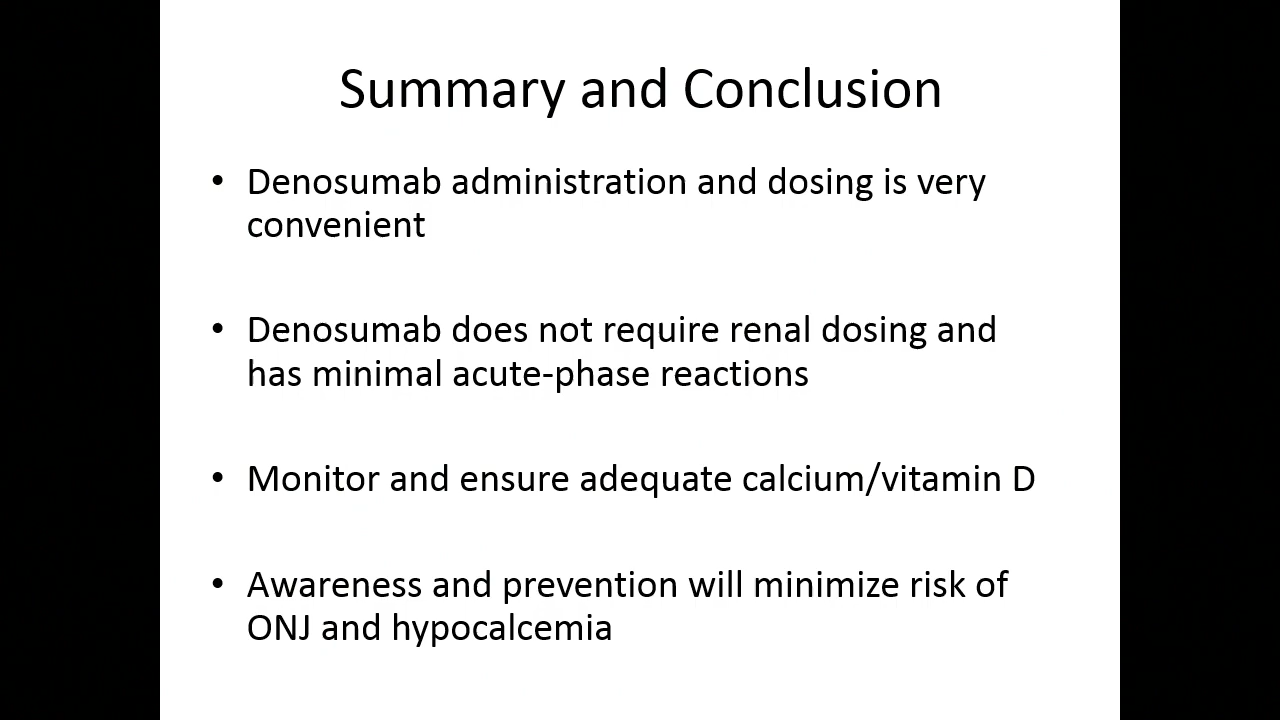 Summary and Conclusion
• Denosumab administration and dosing is very
convenient
• Denosumab does not require renal dosing and
has minimal acute-phase reactions
• Monitor and ensure adequate calcium/vitamin D
• Awareness and prevention will minimize risk of
ONJ and hypocalcemia